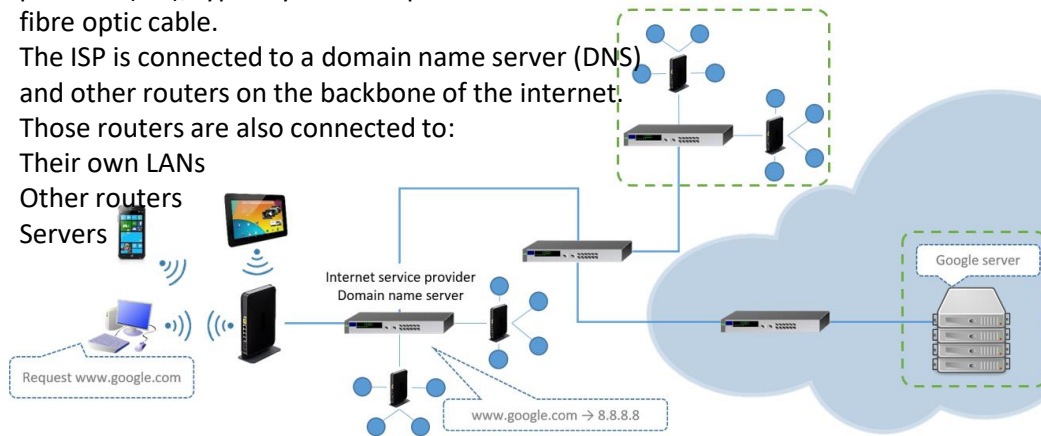 fibre optic cable.
The ISP is connected to a domain name server (DNS)
and other routers on the backbone of the internet.
Those routers are also connected to:
Their own LANs
Other routers
Servers
Internet service provider
Domain name server
Google server
Request www.google.com
www.google.com → 8.8.8.8